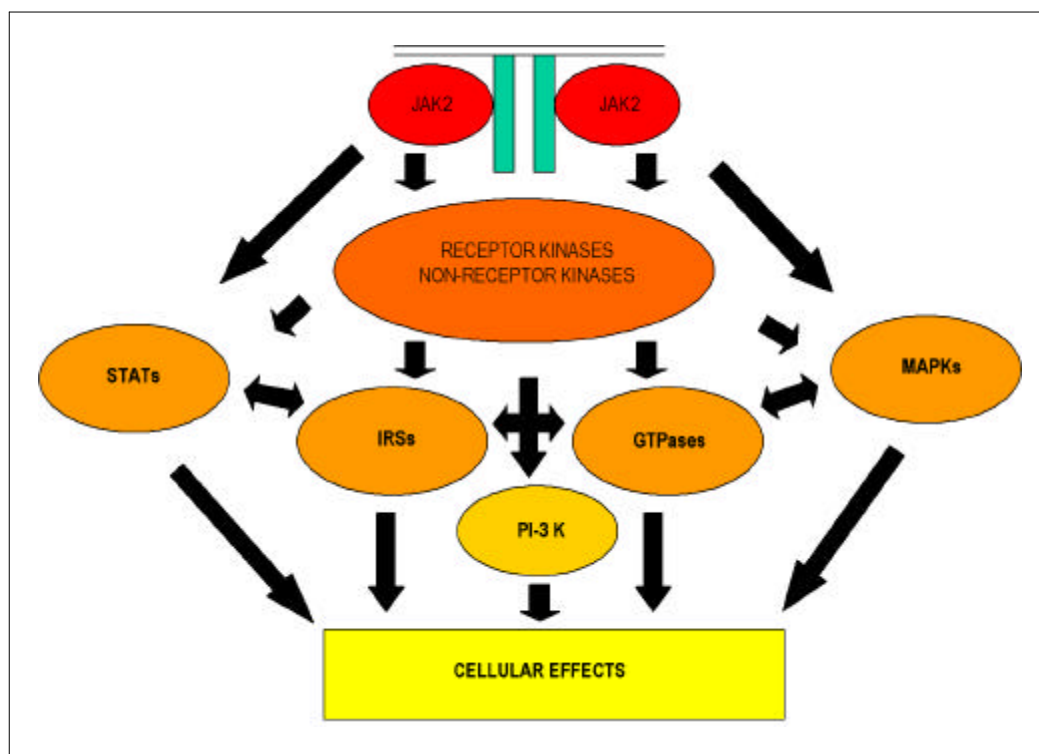 JAK2
JAK2
RECEPTOR KINASES
NON-RECEPTOR KINASES
STATs
MAPKs
IRSs
GTPases
PI-3 K
CELLULAR EFFECTS